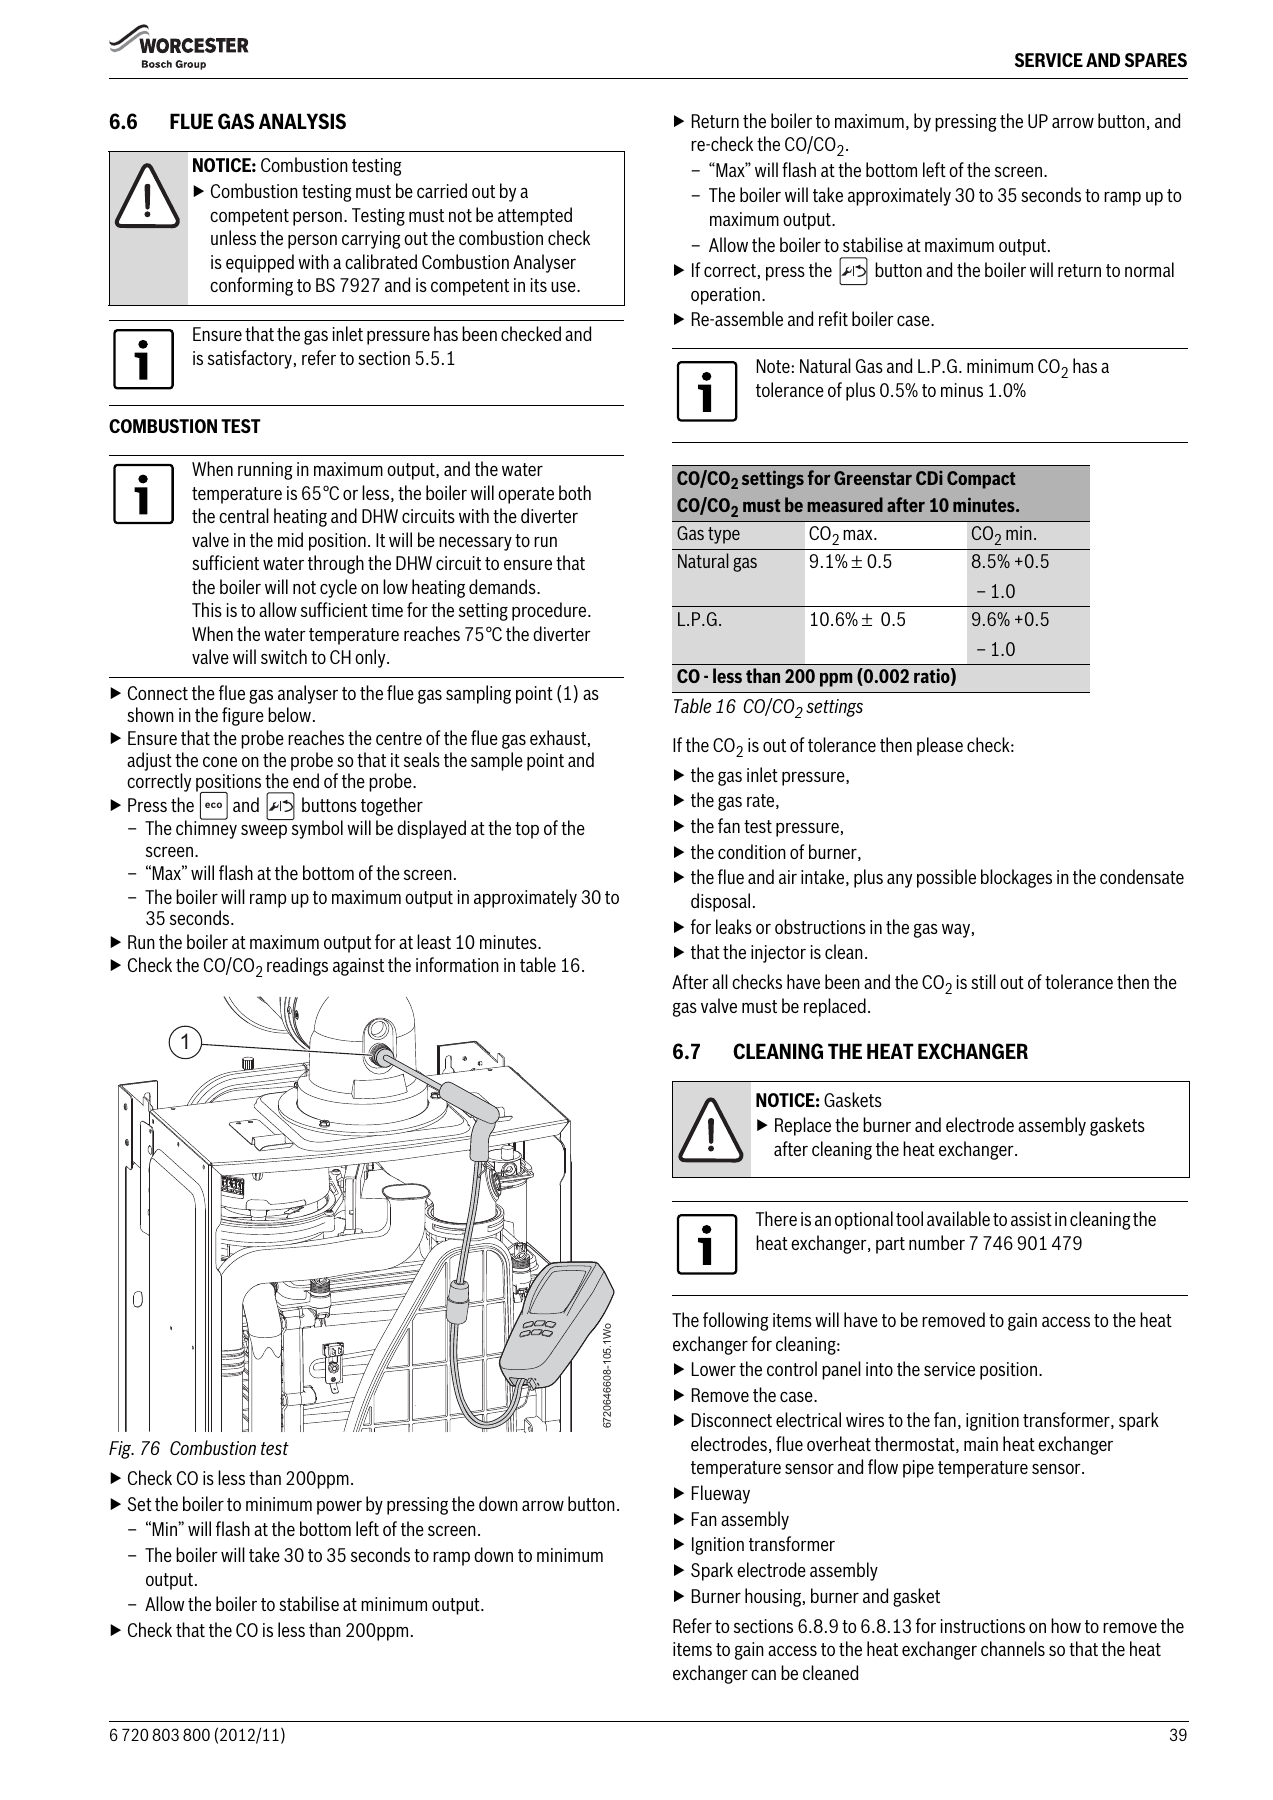 WORCESTER
Bosch Group
SERVICE AND SPARES
6.6 FLUE GAS ANALYSIS
NOTICE: Combustion testing
▶ Combustion testing must be carried out by a
competent person. Testing must not be attempted
unless the person carrying out the combustion check
is equipped with a calibrated Combustion Analyser
conforming to BS 7927 and is competent in its use.
Ensure that the gas inlet pressure has been checked and
is satisfactory, refer to section 5.5.1
COMBUSTION TEST
When running in maximum output, and the water
temperature is 65°C or less, the boiler will operate both
the central heating and DHW circuits with the diverter
valve in the mid position. It will be necessary to run
sufficient water through the DHW circuit to ensure that
the boiler will not cycle on low heating demands.
This is to allow sufficient time for the setting procedure.
When the water temperature reaches 75°C the diverter
valve will switch to CH only.
▶ Connect the flue gas analyser to the flue gas sampling point (1) as
shown in the figure below.
▶ Ensure that the probe reaches the centre of the flue gas exhaust,
adjust the cone on the probe so that it seals the sample point and
correctly positions the end of the probe.
▶ Press the eco and buttons together
– The chimney sweep symbol will be displayed at the top of the
screen.
– “Max” will flash at the bottom of the screen.
– The boiler will ramp up to maximum output in approximately 30 to
35 seconds.
▶ Run the boiler at maximum output for at least 10 minutes.
▶ Check the CO/CO2 readings against the information in table 16.
1
6720646608-105.1Wo
Fig. 76 Combustion test
▶ Check CO is less than 200ppm.
▶ Set the boiler to minimum power by pressing the down arrow button.
– “Min” will flash at the bottom left of the screen.
– The boiler will take 30 to 35 seconds to ramp down to minimum
output.
– Allow the boiler to stabilise at minimum output.
▶ Check that the CO is less than 200ppm.
▶ Return the boiler to maximum, by pressing the UP arrow button, and
re-check the CO/CO2.
– “Max” will flash at the bottom left of the screen.
– The boiler will take approximately 30 to 35 seconds to ramp up to
maximum output.
– Allow the boiler to stabilise at maximum output.
▶ If correct, press the button and the boiler will return to normal
operation.
▶ Re-assemble and refit boiler case.
Note: Natural Gas and L.P.G. minimum CO2 has a
tolerance of plus 0.5% to minus 1.0%
CO/CO2 settings for Greenstar CDi Compact
CO/CO2 must be measured after 10 minutes.
Gas type CO2 max. CO2 min.
Natural gas 9.1% ± 0.5 8.5% +0.5
– 1.0
L.P.G. 10.6% ± 0.5 9.6% +0.5
– 1.0
CO - less than 200 ppm (0.002 ratio)
Table 16 CO/CO2 settings
If the CO2 is out of tolerance then please check:
▶ the gas inlet pressure,
▶ the gas rate,
▶ the fan test pressure,
▶ the condition of burner,
▶ the flue and air intake, plus any possible blockages in the condensate
disposal.
▶ for leaks or obstructions in the gas way,
▶ that the injector is clean.
After all checks have been and the CO2 is still out of tolerance then the
gas valve must be replaced.
6.7 CLEANING THE HEAT EXCHANGER
NOTICE: Gaskets
▶ Replace the burner and electrode assembly gaskets
after cleaning the heat exchanger.
There is an optional tool available to assist in cleaning the
heat exchanger, part number 7 746 901 479
The following items will have to be removed to gain access to the heat
exchanger for cleaning:
▶ Lower the control panel into the service position.
▶ Remove the case.
▶ Disconnect electrical wires to the fan, ignition transformer, spark
electrodes, flue overheat thermostat, main heat exchanger
temperature sensor and flow pipe temperature sensor.
▶ Flueway
▶ Fan assembly
▶ Ignition transformer
▶ Spark electrode assembly
▶ Burner housing, burner and gasket
Refer to sections 6.8.9 to 6.8.13 for instructions on how to remove the
items to gain access to the heat exchanger channels so that the heat
exchanger can be cleaned
6 720 803 800 (2012/11)
39